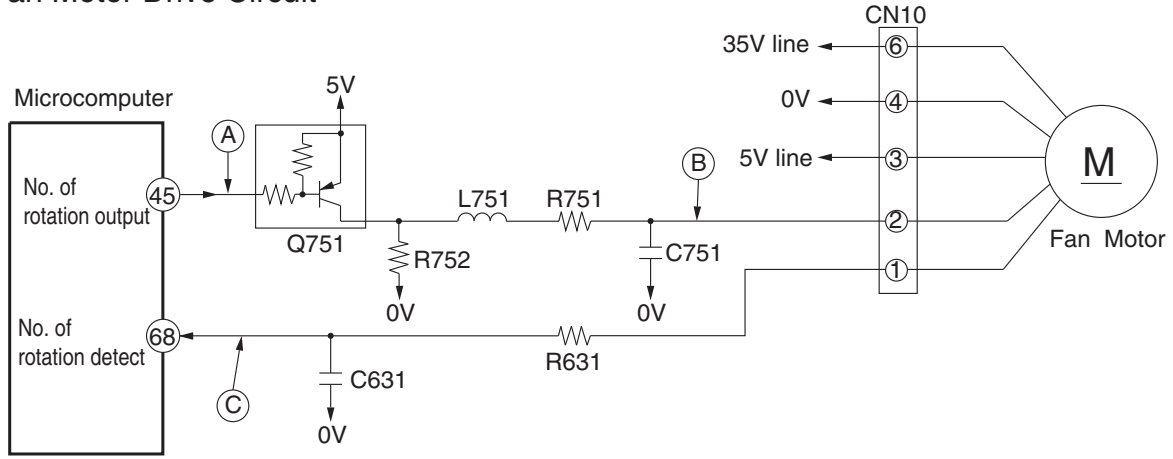 an Motor Drive Circuit
CN10
35V line
6
5V
Microcomputer
0V
4
A
B
5V line
3
M
No. of
rotation output
45
L751
R751
2
Q751
R752
C751
Fan Motor
1
0V
0V
No. of
rotation detect
68
R631
C631
C
0V